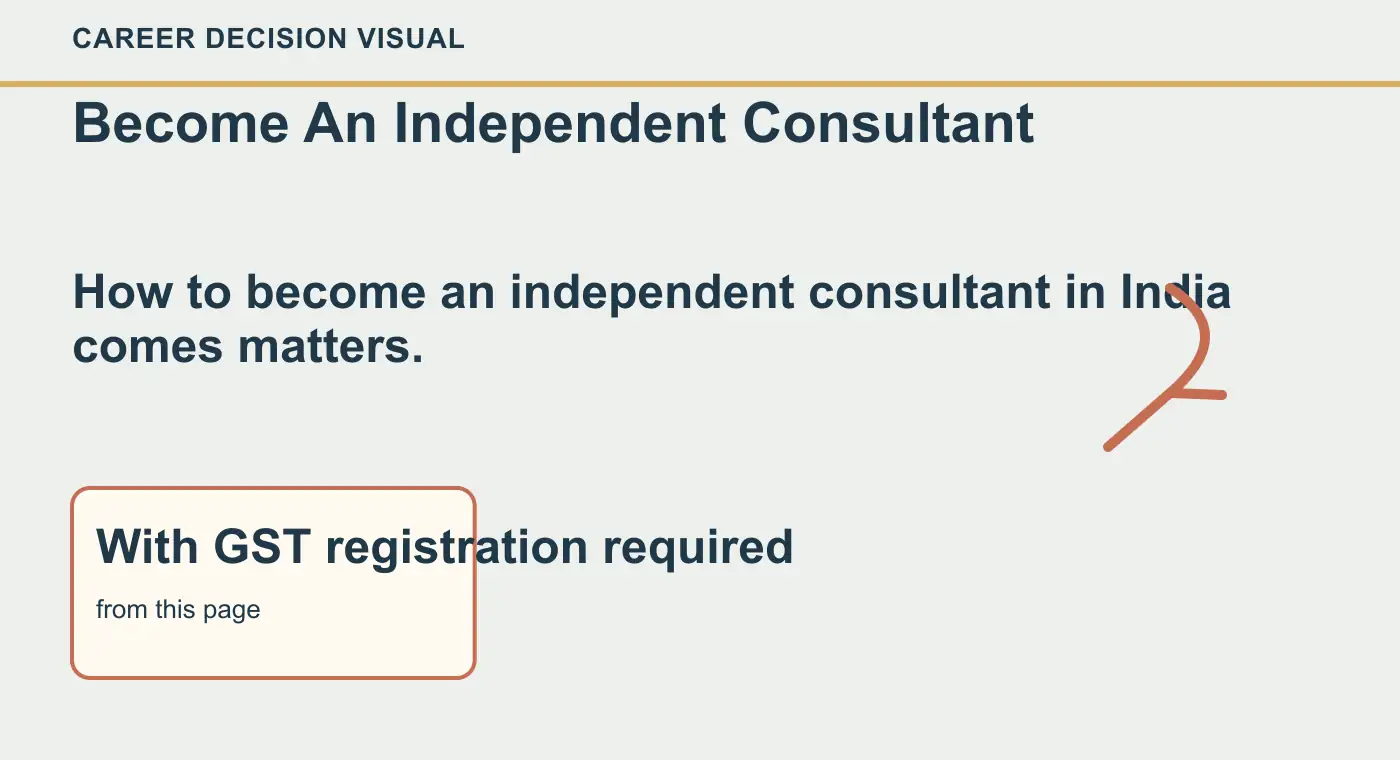 CAREER DECISION VISUAL
Become An Independent Consultant
How to become an independent consultant in India
comes matters.
With GST registration required
from this page